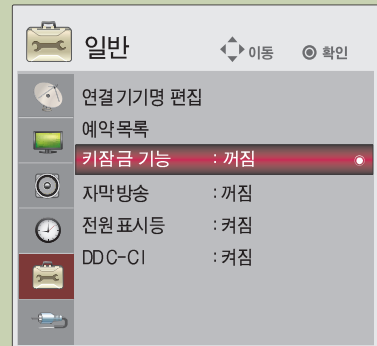 일반 이동 확인
연결기기명 편집
예약목록
키잠금 기능 : 꺼짐
자막방송 : 꺼짐
전원표시등 : 켜짐
DDC-CI : 켜짐